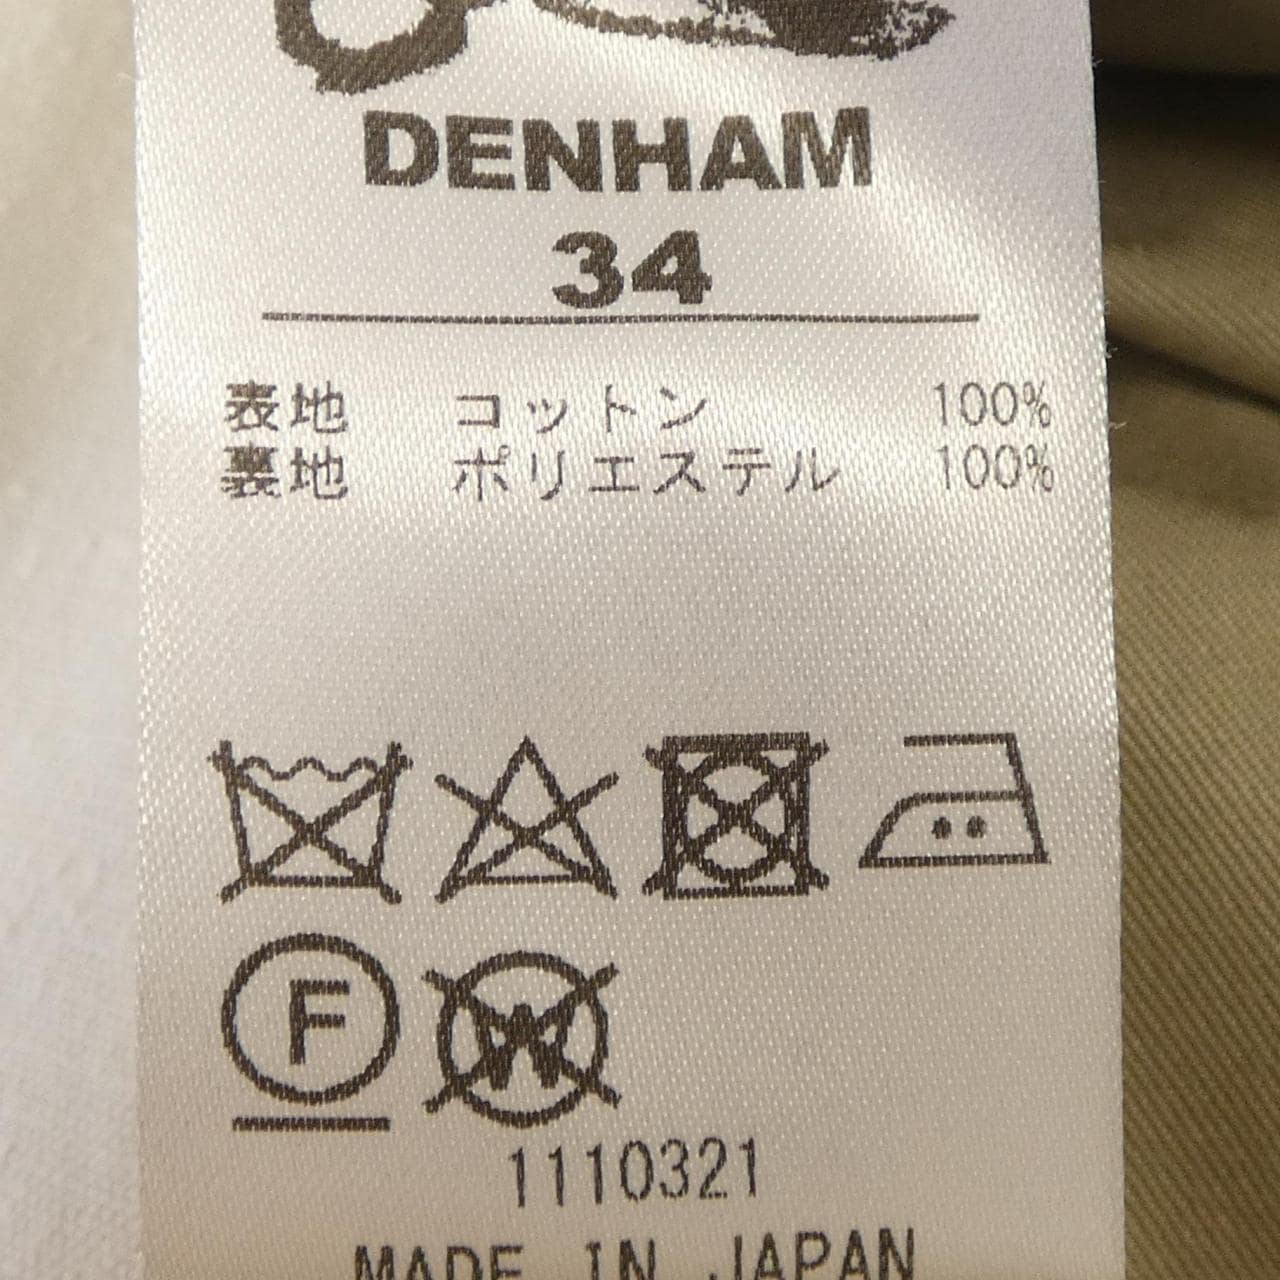 DENHAM
34
表地 コットン 100%
裏地 ポリエステル 100%
F
W
1110321
MADE IN JAPAN